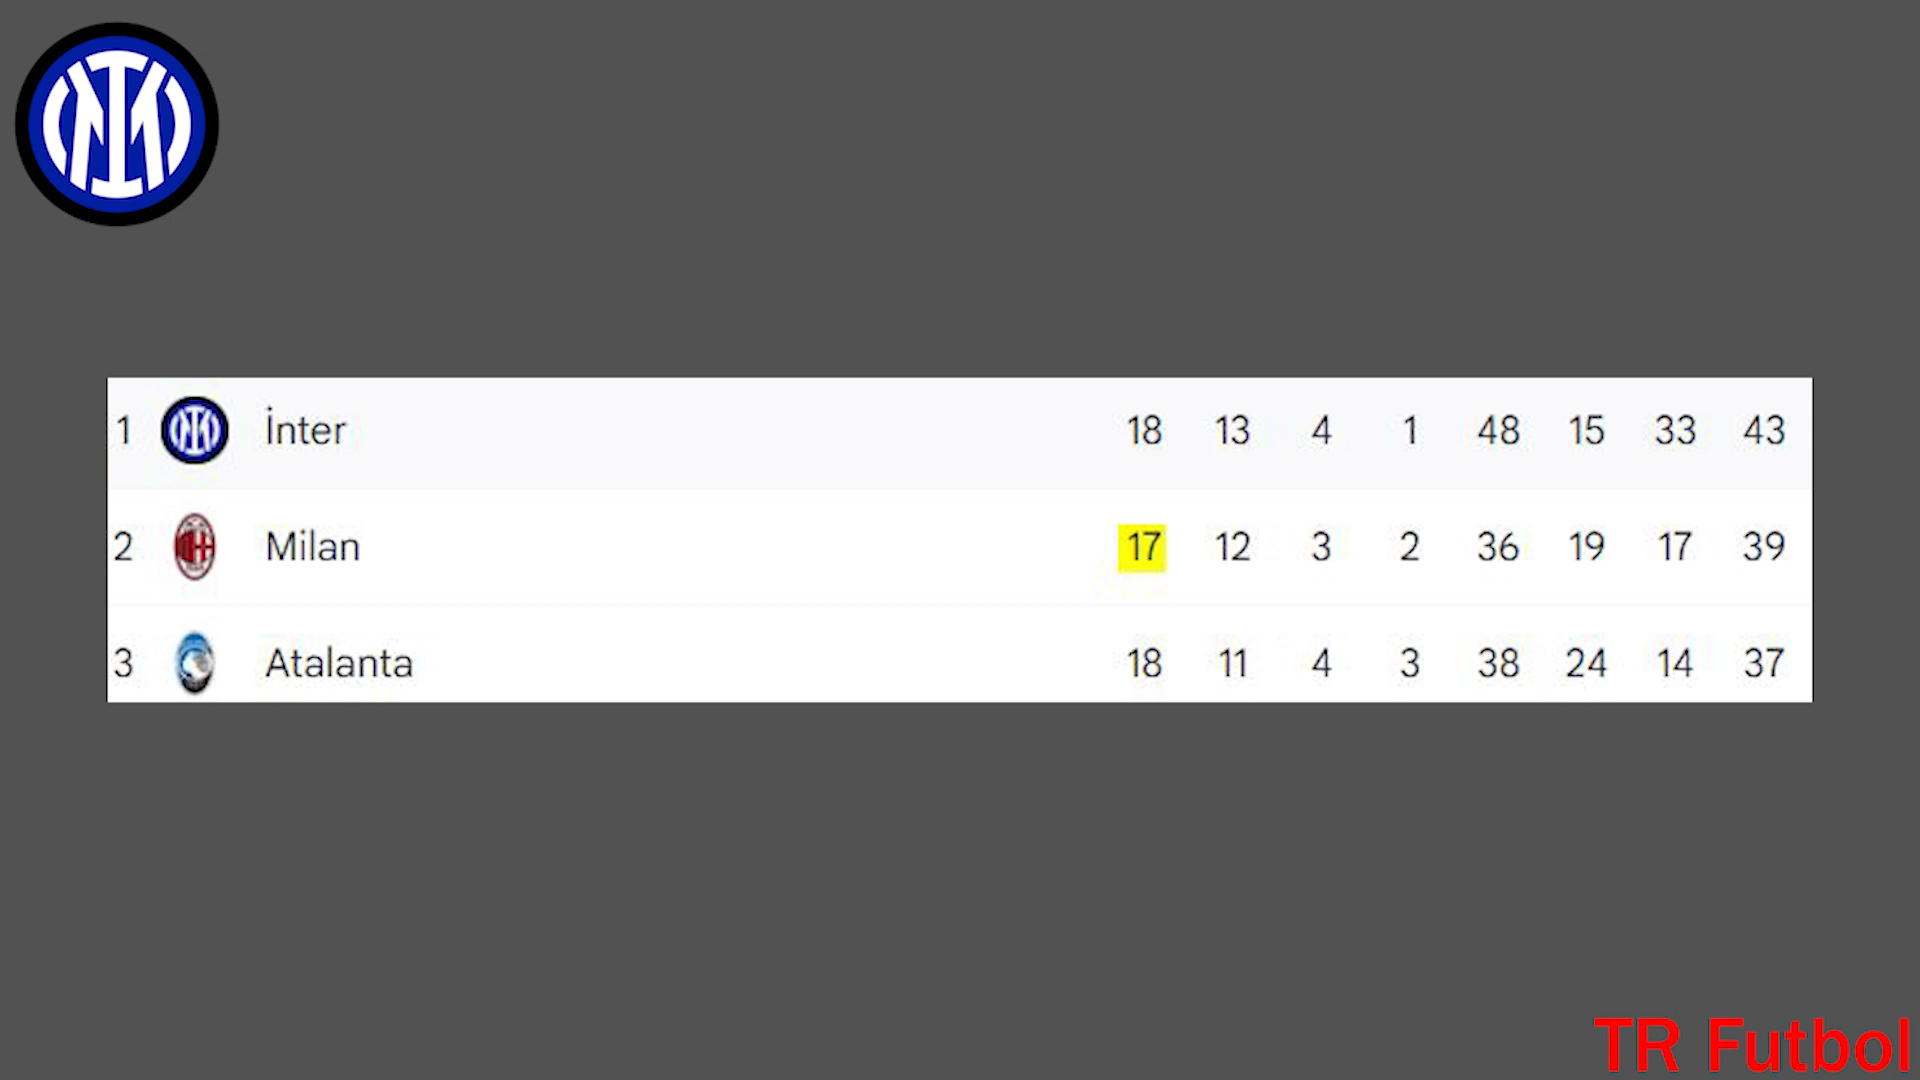 1 İnter 18 13 4 1 48 15 33 43
2 Milan 17 12 3 2 36 19 17 39
3 Atalanta 18 11 4 3 38 24 14 37
TR Futbol